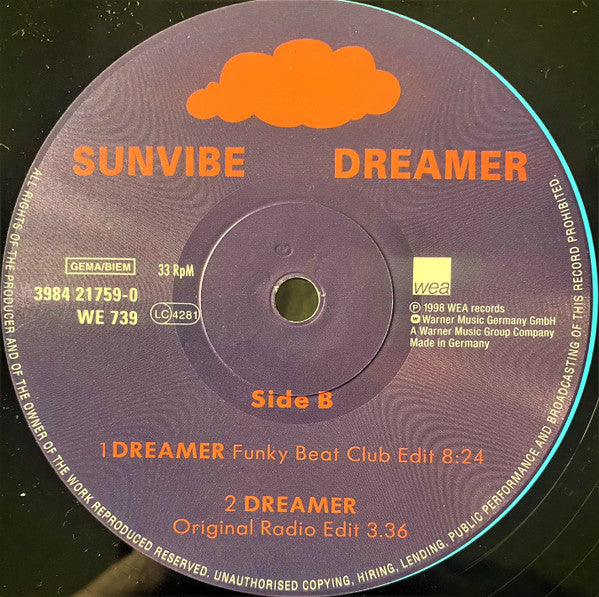 SUNVIBE DREAMER
GEMA/BIEM 33 RpM
3984 21759-0
WE 739 LC 4281
wea
Ⓟ 1998 WEA records
Warner Music Germany GmbH
A Warner Music Group Company
Made in Germany
Side B
1 DREAMER Funky Beat Club Edit 8:24
2 DREAMER
Original Radio Edit 3.36
ALL RIGHTS OF THE PRODUCER AND OF THE OWNER OF THE WORK REPRODUCED RESERVED. UNAUTHORISED COPYING, HIRING, LENDING, PUBLIC PERFORMANCE AND BROADCASTING OF THIS RECORD PROHIBITED.